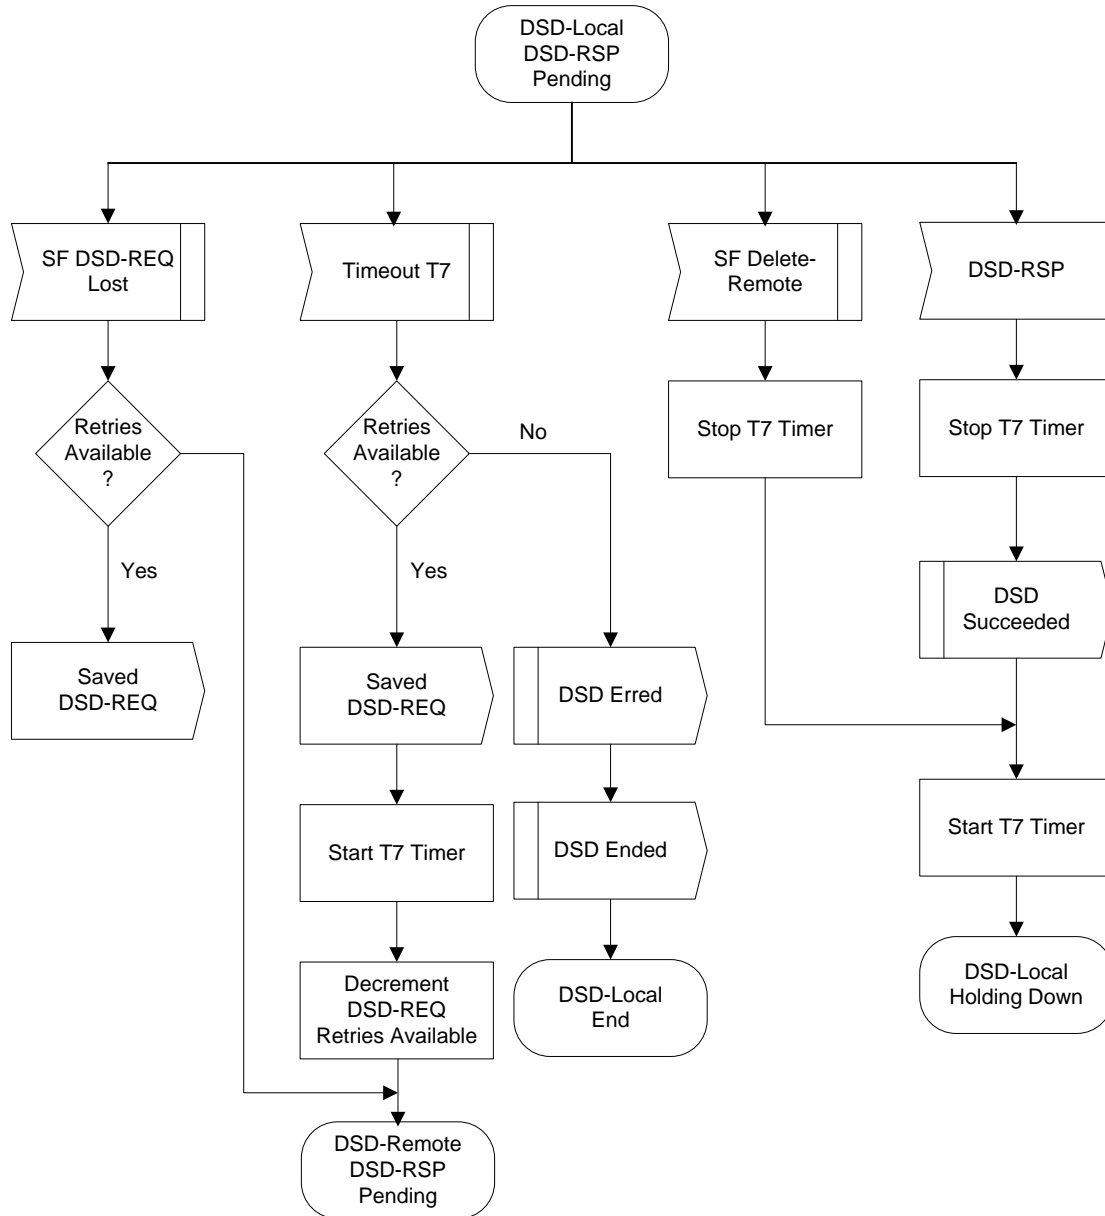 DSD-Local
DSD-RSP
Pending
SF DSD-REQ
Lost
Timeout T7
SF Delete-
Remote
DSD-RSP
Retries
Available
?
Retries
Available
?
No
Stop T7 Timer
Stop T7 Timer
Yes
Yes
DSD
Succeeded
Saved
DSD-REQ
Saved
DSD-REQ
DSD Erred
Start T7 Timer
DSD Ended
Start T7 Timer
Decrement
DSD-REQ
Retries Available
DSD-Local
End
DSD-Local
Holding Down
DSD-Remote
DSD-RSP
Pending